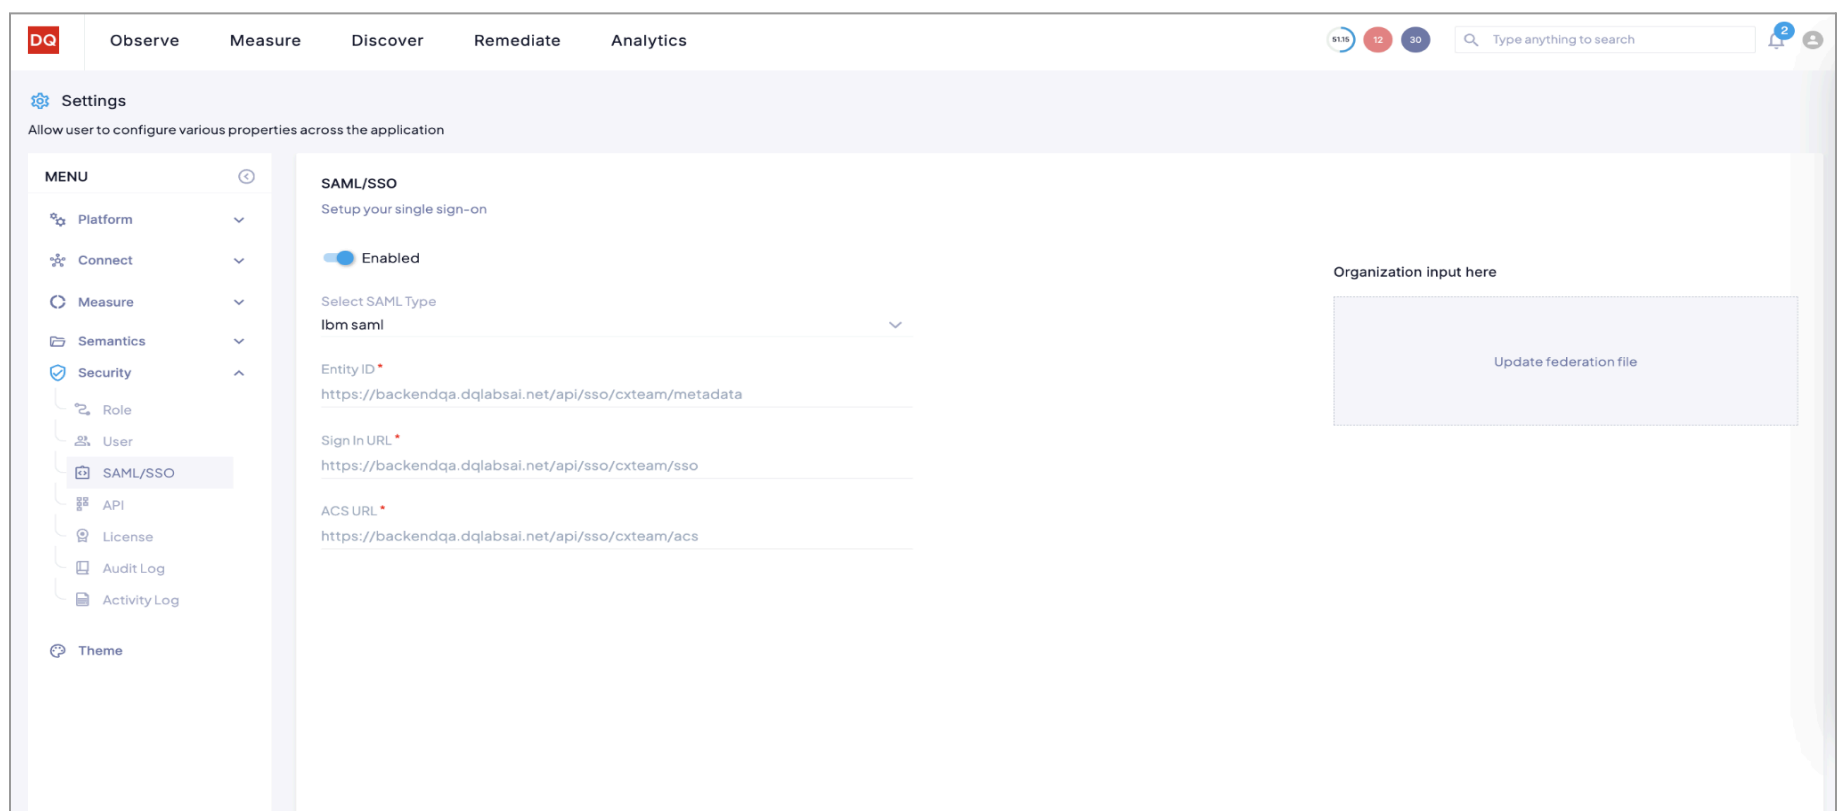 DQ
Observe Measure Discover Remediate Analytics
51.15 12 30 Type anything to search 2
Settings
Allow user to configure various properties across the application
MENU
Platform
Connect
Measure
Semantics
Security
Role
User
SAML/SSO
API
License
Audit Log
Activity Log
Theme
SAML/SSO
Setup your single sign-on
Enabled
Select SAML Type
Ibm saml
Entity ID *
https://backendqa.dqlabsai.net/api/sso/cxteam/metadata
Sign In URL *
https://backendqa.dqlabsai.net/api/sso/cxteam/sso
ACS URL *
https://backendqa.dqlabsai.net/api/sso/cxteam/acs
Organization input here
Update federation file